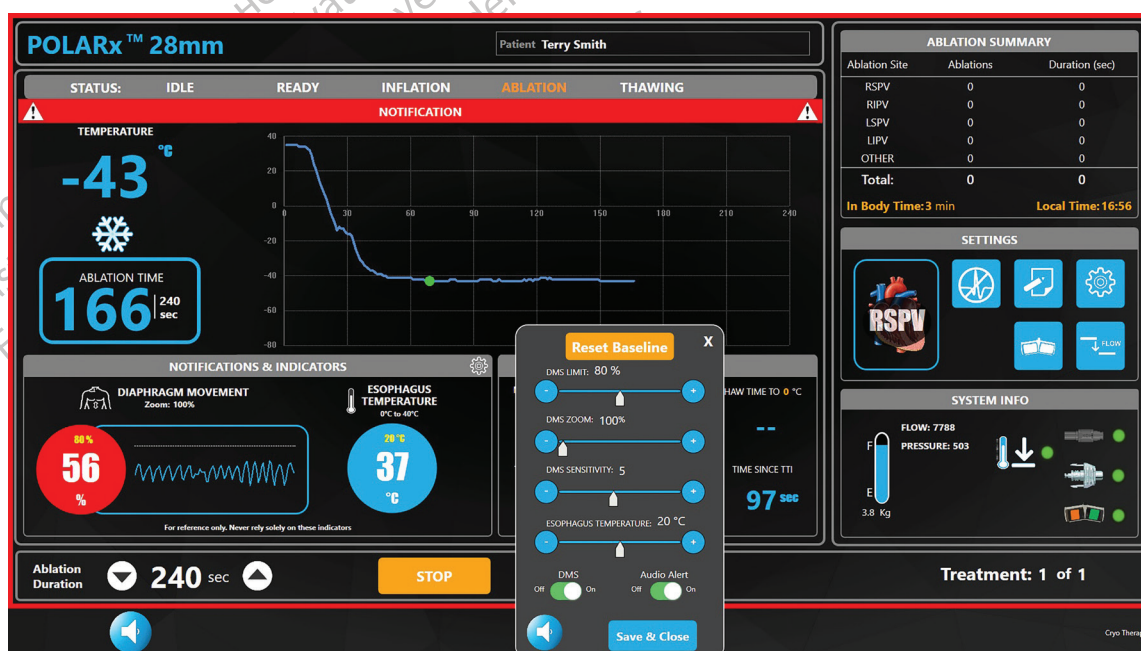 POLARx™ 28mm
Patient Terry Smith
STATUS: IDLE READY INFLATION ABLATION THAWING
NOTIFICATION
TEMPERATURE
-43 °C
ABLATION TIME
166 240 sec
40
20
0
-20
-40
-60
-80
0 30 60 90 120 150 180 210 240
NOTIFICATIONS & INDICATORS
DIAPHRAGM MOVEMENT
Zoom: 100%
80 %
56
%
ESOPHAGUS
TEMPERATURE
0°C to 40°C
20 °C
37
°C
For reference only. Never rely solely on these indicators
Reset Baseline X
DMS LIMIT: 80 %
- +
DMS ZOOM: 100%
- +
DMS SENSITIVITY: 5
- +
ESOPHAGUS TEMPERATURE: 20 °C
- +
DMS Audio Alert
Off On Off On
Save & Close
HAW TIME TO 0 °C
--
TIME SINCE TTI
97 sec
Ablation
Duration
240 sec
STOP
Treatment: 1 of 1
ABLATION SUMMARY
Ablation Site Ablations Duration (sec)
RSPV 0 0
RIPV 0 0
LSPV 0 0
LIPV 0 0
OTHER 0 0
Total: 0 0
In Body Time: 3 min Local Time: 16:56
SETTINGS
RSPV
FLOW
SYSTEM INFO
FLOW: 7788
PRESSURE: 503
F
E
3.8 Kg
Cryo Therap